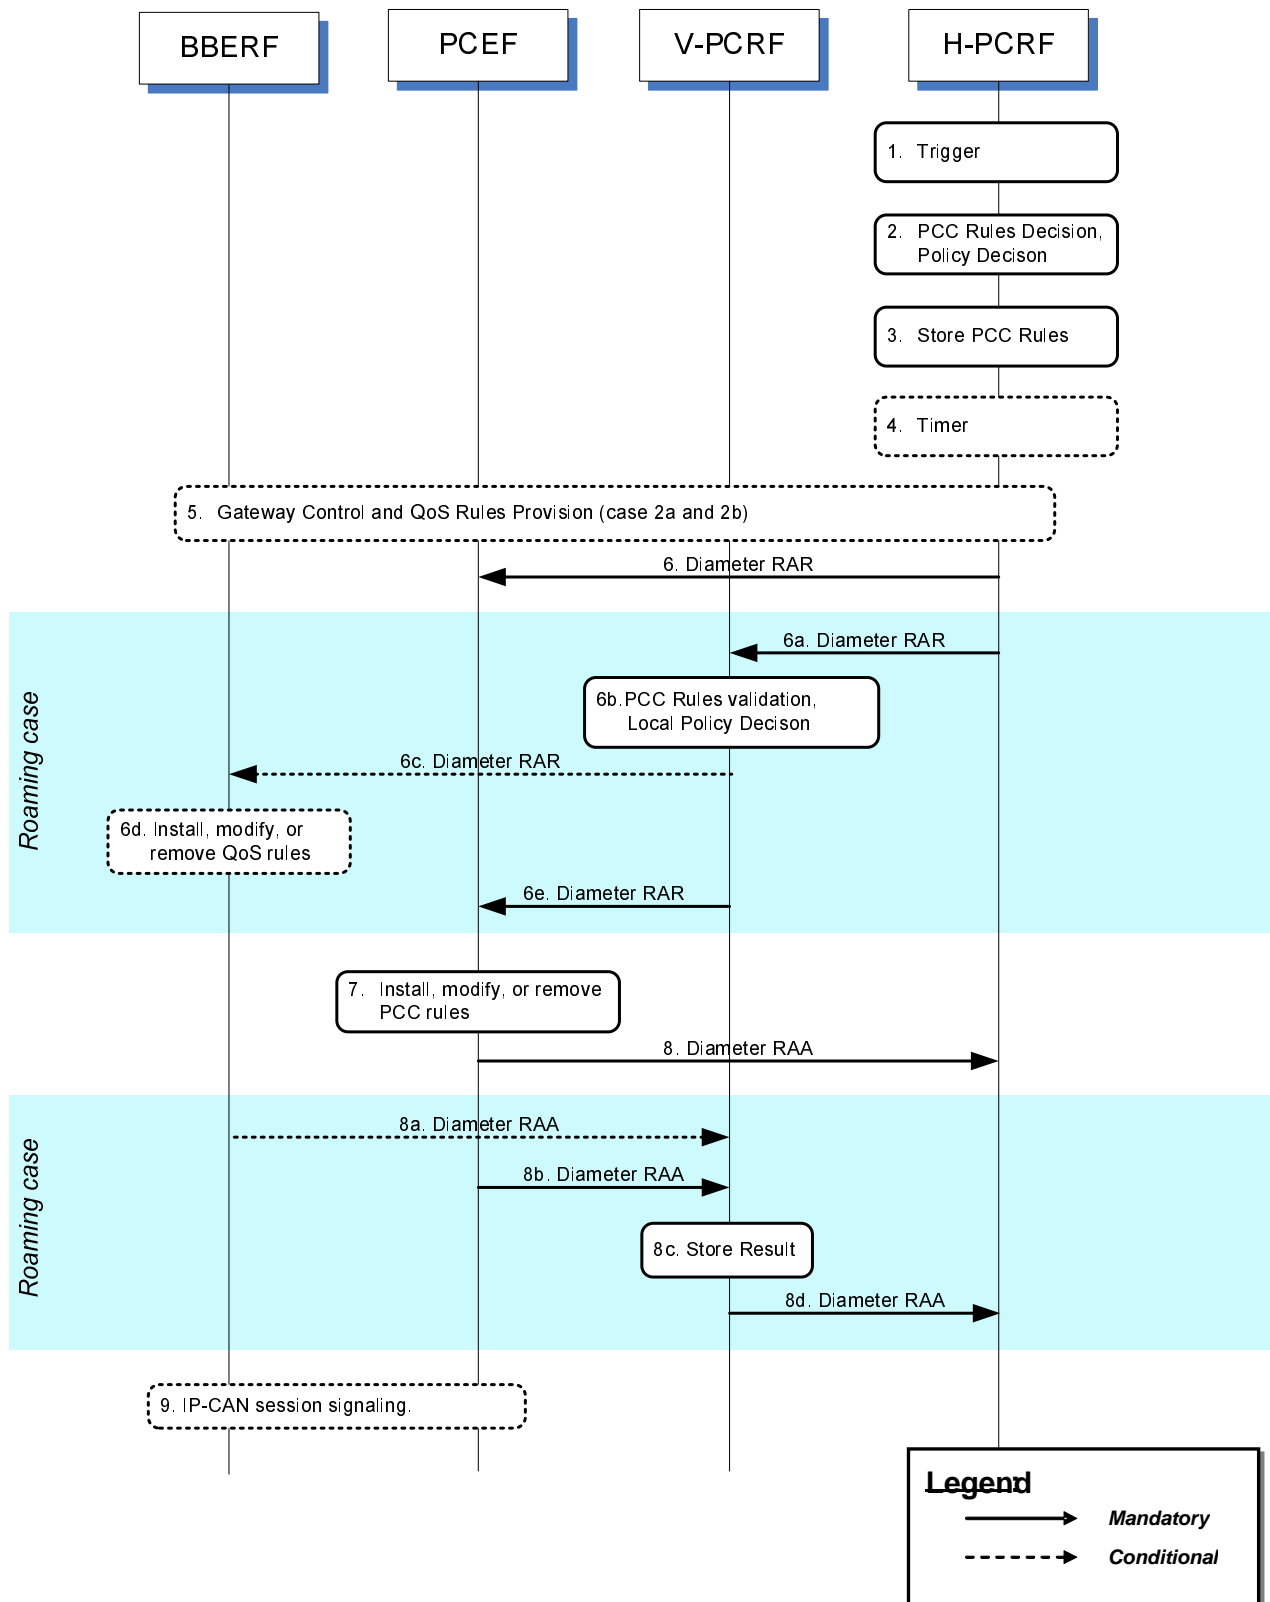 BBERF
PCEF
V-PCRF
H-PCRF
1. Trigger
2. PCC Rules Decision,
Policy Decison
3. Store PCC Rules
4. Timer
5. Gateway Control and QoS Rules Provision (case 2a and 2b)
6. Diameter RAR
Roaming case
6a. Diameter RAR
6b.PCC Rules validation,
Local Policy Decison
6c. Diameter RAR
6d. Install, modify, or
remove QoS rules
6e. Diameter RAR
7. Install, modify, or remove
PCC rules
8. Diameter RAA
Roaming case
8a. Diameter RAA
8b. Diameter RAA
8c. Store Result
8d. Diameter RAA
9. IP-CAN session signaling.
Legend:
Mandatory
Conditional